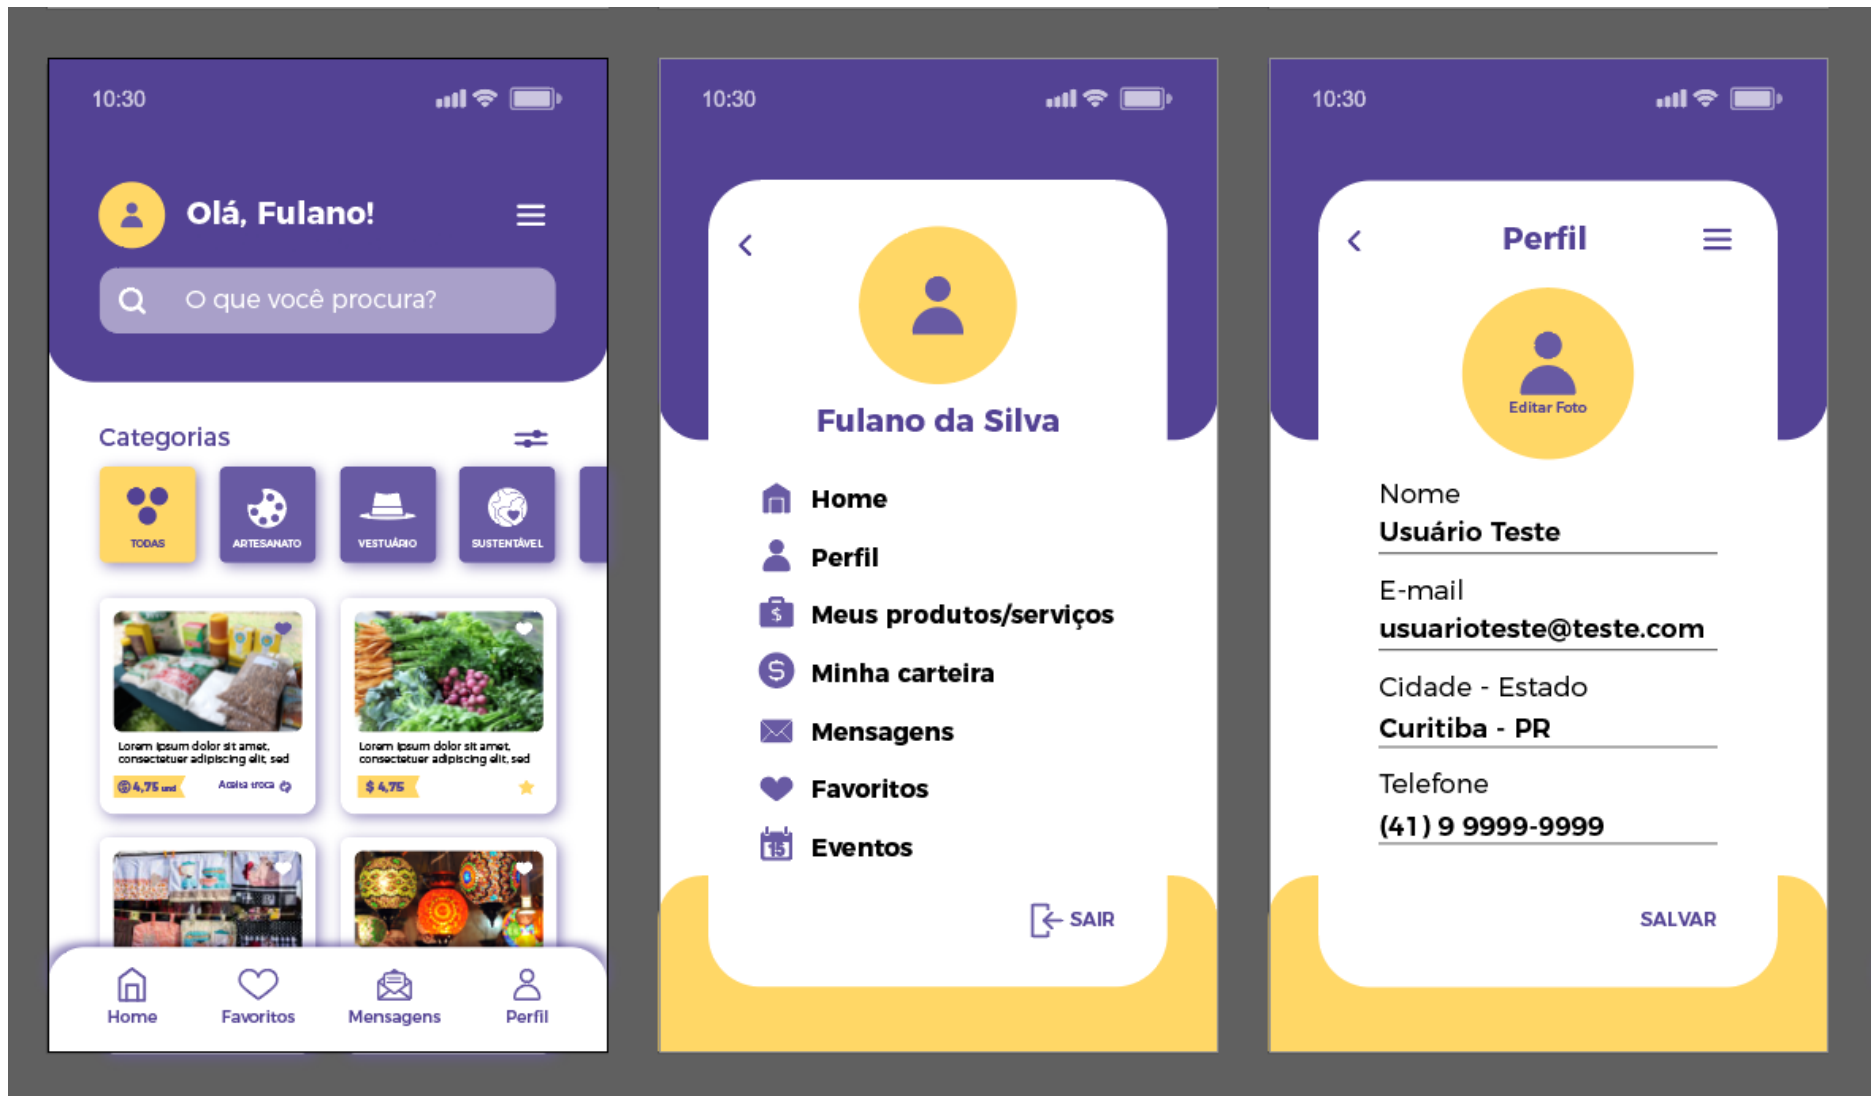 10:30
Olá, Fulano!
O que você procura?
Categorias
TODAS
ARTESANATO
VESTUÁRIO
SUSTENTÁVEL
Lorem ipsum dolor sit amet,
consectetuer adipiscing elit, sed
$ 4,75 und
Aceita troca
Lorem ipsum dolor sit amet,
consectetuer adipiscing elit, sed
$ 4,75
Home
Favoritos
Mensagens
Perfil
10:30
Fulano da Silva
Home
Perfil
$
Meus produtos/serviços
$
Minha carteira
Mensagens
Favoritos
15
Eventos
SAIR
10:30
Perfil
Editar Foto
Nome
Usuário Teste
E-mail
usuarioteste@teste.com
Cidade - Estado
Curitiba - PR
Telefone
(41) 9 9999-9999
SALVAR